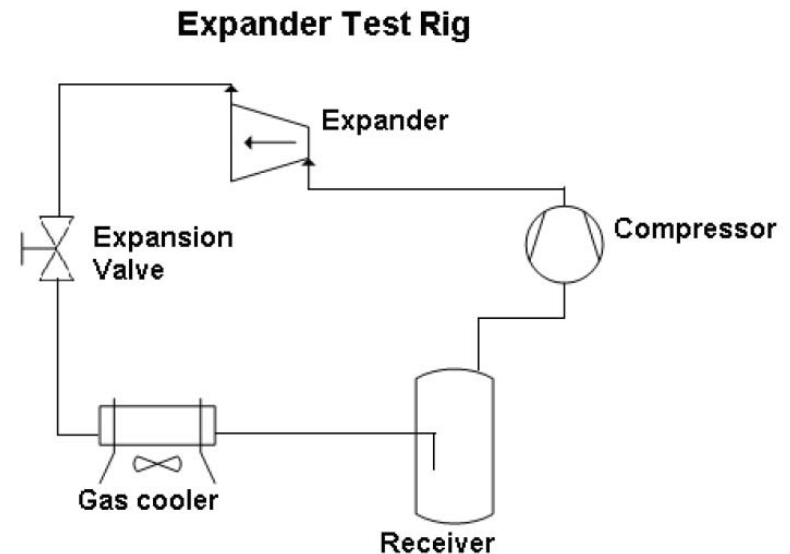 Expander Test Rig
Expander
Compressor
Expansion
Valve
Gas cooler
Receiver